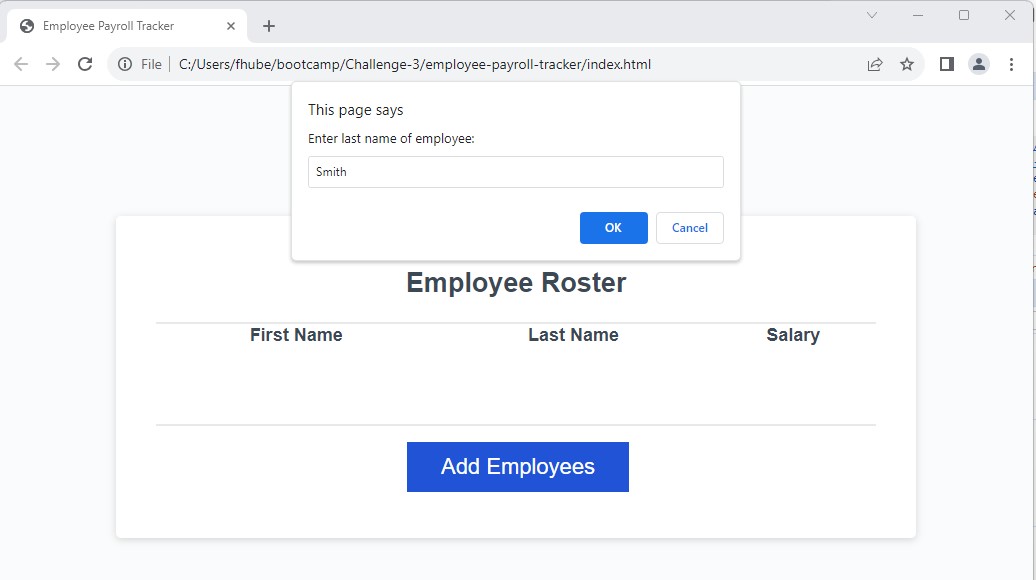 Employee Payroll Tracker
File C:/Users/fhube/bootcamp/Challenge-3/employee-payroll-tracker/index.html
This page says
Enter last name of employee:
Smith
OK Cancel
Employee Roster
First Name Last Name Salary
Add Employees